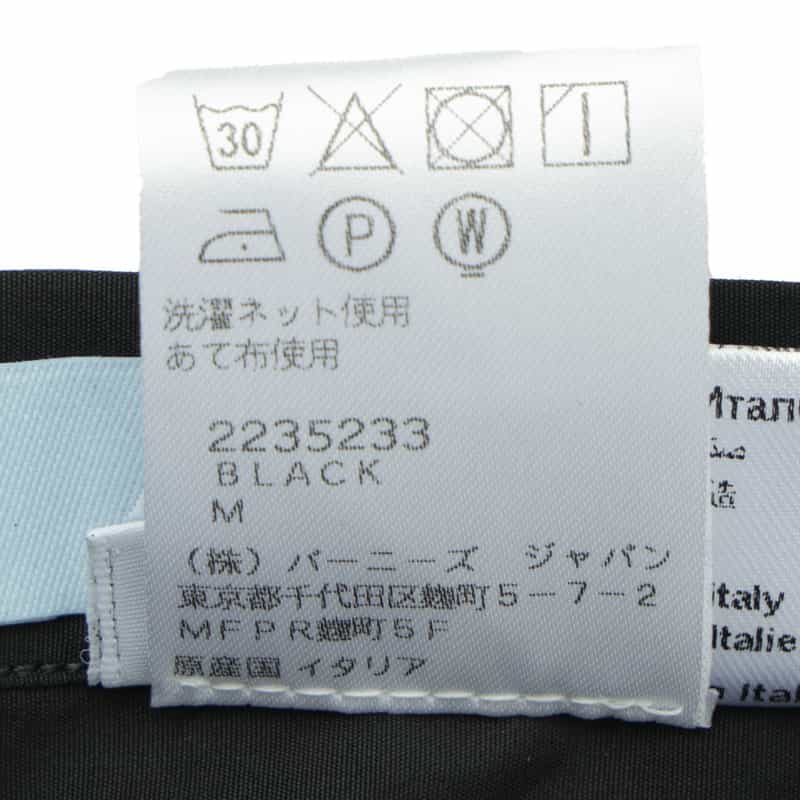 30
P W
洗濯ネット使用
あて布使用
2235233
BLACK
M
(株) バーニーズ ジャパン
東京都千代田区麹町5-7-2
MFPR麹町5F
原産国 イタリア
造
Italy
Italie